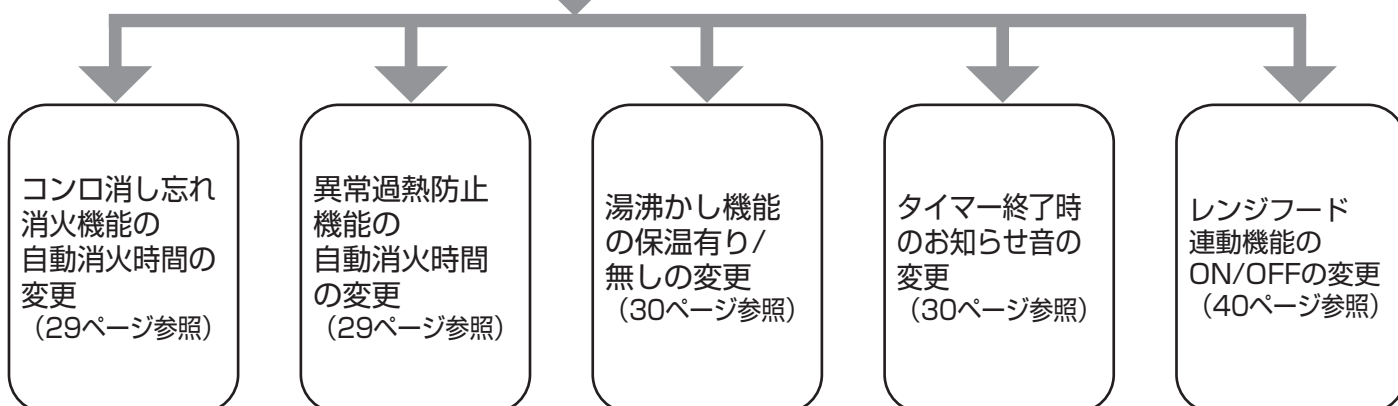 コンロ消し忘れ
消火機能の
自動消火時間の
変更
（29ページ参照）
異常過熱防止
機能の
自動消火時間
の変更
（29ページ参照）
湯沸かし機能
の保温有り/
無しの変更
（30ページ参照）
タイマー終了時
のお知らせ音の
変更
（30ページ参照）
レンジフード
連動機能の
ON/OFFの変更
（40ページ参照）